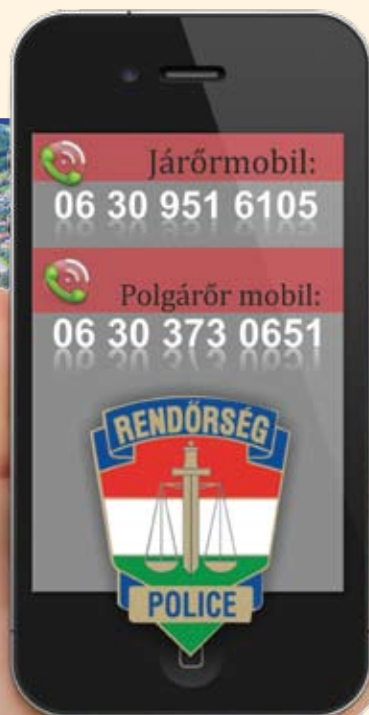 Járőrmobil:
06 30 951 6105
Polgárőr mobil:
06 30 373 0651
RENDŐRSÉG
POLICE